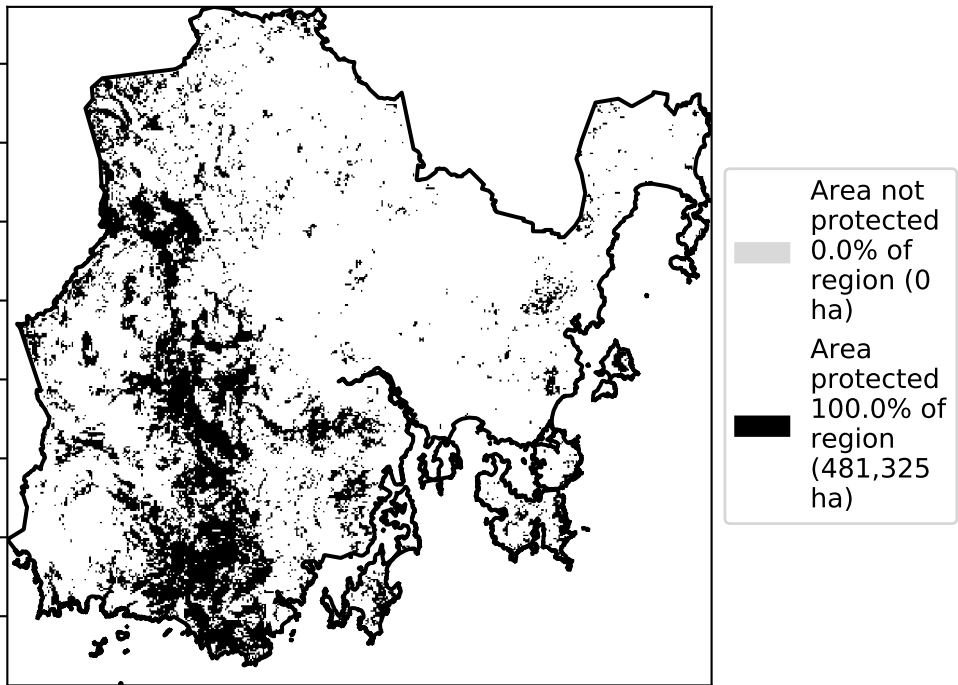 Area not
protected
0.0% of
region (0
ha)
Area
protected
100.0% of
region
(481,325
ha)